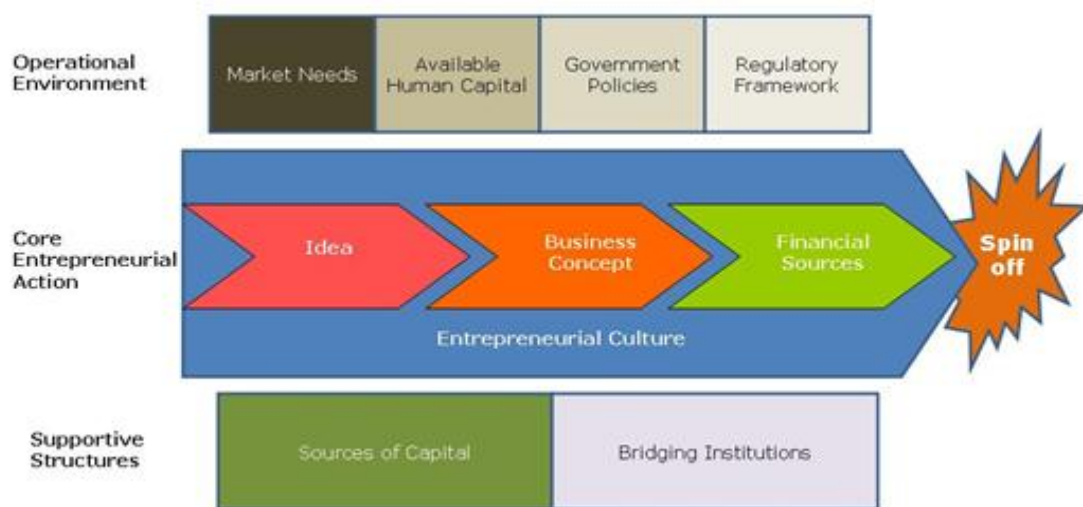 Operational
Environment
Market Needs
Available
Human Capital
Government
Policies
Regulatory
Framework
Core
Entrepreneurial
Action
Idea
Business
Concept
Financial
Sources
Spin
off
Entrepreneurial Culture
Supportive
Structures
Sources of Capital
Bridging Institutions